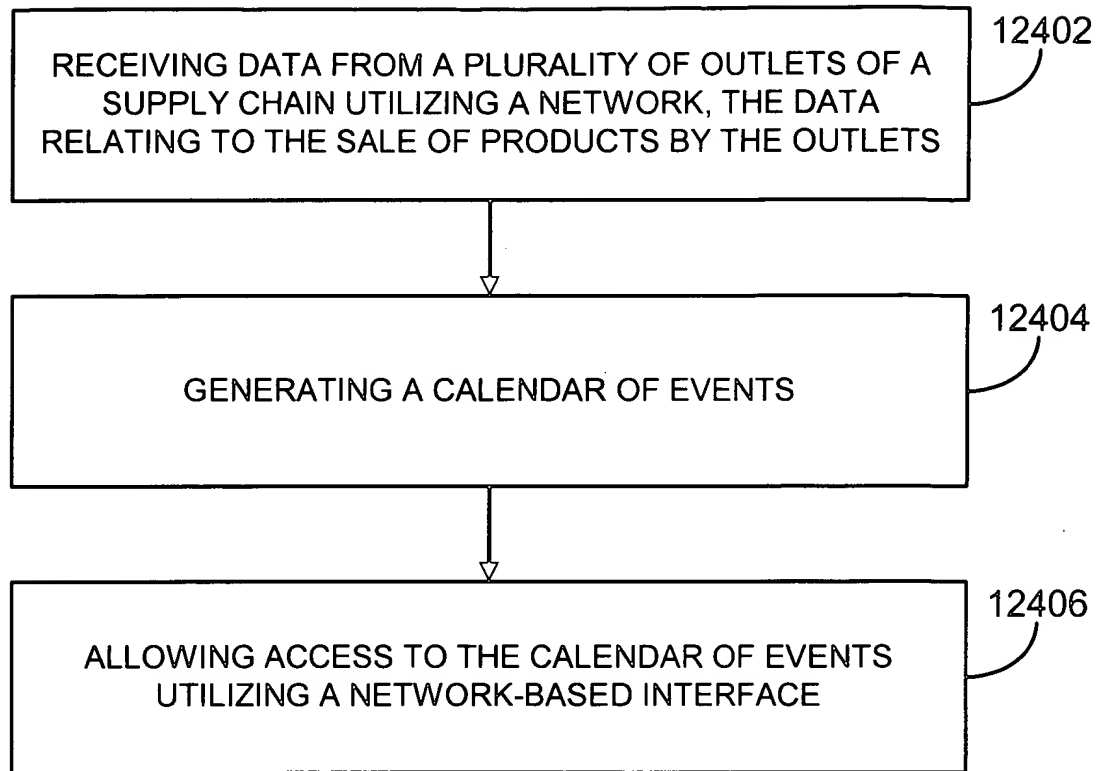 12402
RECEIVING DATA FROM A PLURALITY OF OUTLETS OF A
SUPPLY CHAIN UTILIZING A NETWORK, THE DATA
RELATING TO THE SALE OF PRODUCTS BY THE OUTLETS
12404
GENERATING A CALENDAR OF EVENTS
12406
ALLOWING ACCESS TO THE CALENDAR OF EVENTS
UTILIZING A NETWORK-BASED INTERFACE